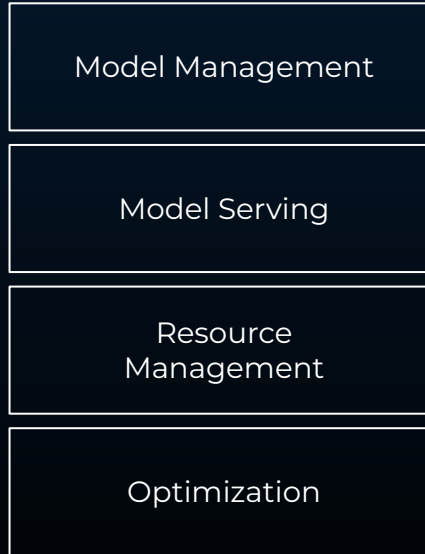 Model Management
Model Serving
Resource
Management
Optimization